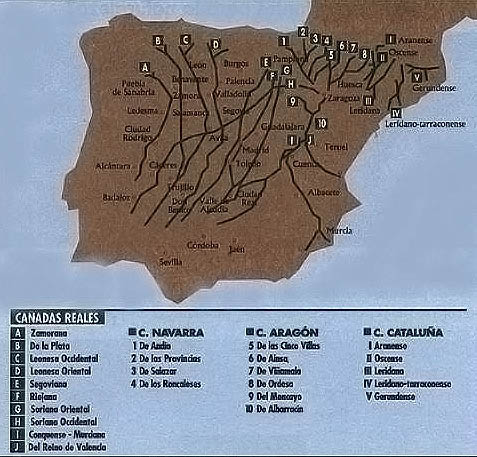 B C D 1 2 3 4 5 6 7 8 I Aranense
Oscense
II
León Burgos Pamplona
A E F G H
V
Puebla de Sanabria Benavente Palencia Huesca Gerundense
Zamora Valladolid 9 Zaragoza III
Lérida
Ledesma Salamanca Segovia IV
Lerídano-tarraconense
Ciudad Rodrigo Guadalajara 10
Ávila Madrid I J Teruel
Alcántara Cáceres Toledo Cuenca
Trujillo
Badajoz Don Benito Valle de Alcudia Ciudad Real Albacete
Murcia
Córdoba Jaén
Sevilla
CANADAS REALES
A Zamorana
B De la Plata
C Leonesa Occidental
D Leonesa Oriental
E Segoviana
F Riojana
G Soriana Oriental
H Soriana Occidental
I Conquense - Murciana
J Del Reino de Valencia
C. NAVARRA
1 De Andía
2 De las Provincias
3 De Salazar
4 De los Roncaleses
C. ARAGÓN
5 De las Cinco Villas
6 De Ainsa
7 De Viñamala
8 De Ordesa
9 Del Moncayo
10 De Albarracín
C. CATALUÑA
I Aranense
II Oscense
III Leridana
IV Leridano-tarraconense
V Gerundense